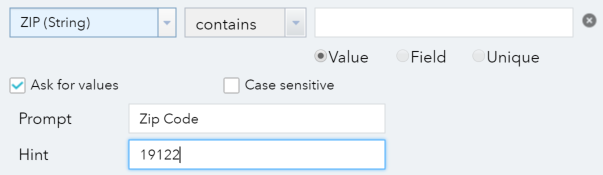 ZIP (String) contains
Value Field Unique
Ask for values Case sensitive
Prompt Zip Code
Hint 19122